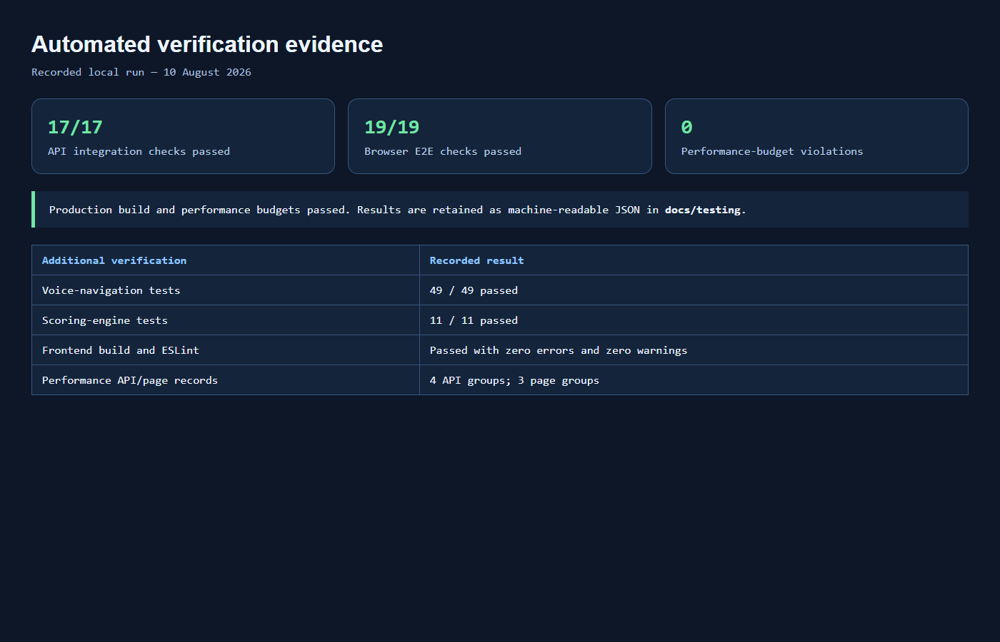 Automated verification evidence
Recorded local run — 10 August 2026
17/17
API integration checks passed
19/19
Browser E2E checks passed
0
Performance-budget violations
Production build and performance budgets passed. Results are retained as machine-readable JSON in docs/testing.
Additional verification
Recorded result
Voice-navigation tests
49 / 49 passed
Scoring-engine tests
11 / 11 passed
Frontend build and ESLint
Passed with zero errors and zero warnings
Performance API/page records
4 API groups; 3 page groups